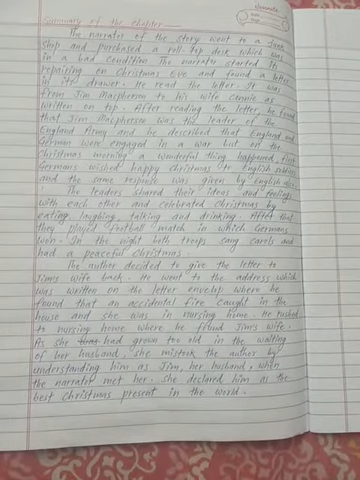 Summary of the chapter
The narrator of the story went to a junk
shop and purchased a roll-top desk which was
in a bad condition. The narrator started its
repairing on Christmas eve and found a letter
in its drawer. He read the letter. It was
from Jim Macpherson to his wife Connie as
written on top. After reading the letter, he found
that Jim Macpherson was the leader of the
England Army and he described that England and
German were engaged in a war but on the
Christmas morning a wonderful thing happened,
Germans wished happy Christmas to English soldiers
and the same response was given by English also.
The leaders shared their ideas and feelings
with each other and celebrated Christmas by
eating, laughing, talking and drinking. After that
they played football match in which Germans
won. In the night both troops sang carols and
had a peaceful Christmas.
The author decided to give the letter to
Jim's wife back. He went to the address which
was written on the letter envelop where he
found that an accidental fire caught in the
house and she was in nursing home. He rushed
to nursing home where he found Jim's wife.
As she had grown too old in the waiting
of her husband, she mistook the author by
understanding him as Jim, her husband, when
the narrator met her. She declared him as the
best Christmas present in the world.